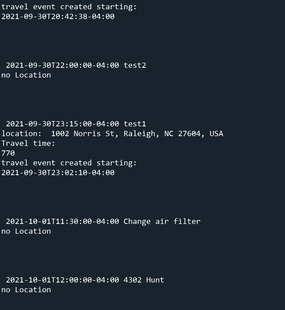 travel event created starting:
2021-09-30T20:42:38-04:00
2021-09-30T22:00:00-04:00 test2
no Location
2021-09-30T23:15:00-04:00 test1
location:  1002 Norris St, Raleigh, NC 27604, USA
Travel time:
770
travel event created starting:
2021-09-30T23:02:10-04:00
2021-10-01T11:30:00-04:00 Change air filter
no Location
2021-10-01T12:00:00-04:00 4302 Hunt
no Location